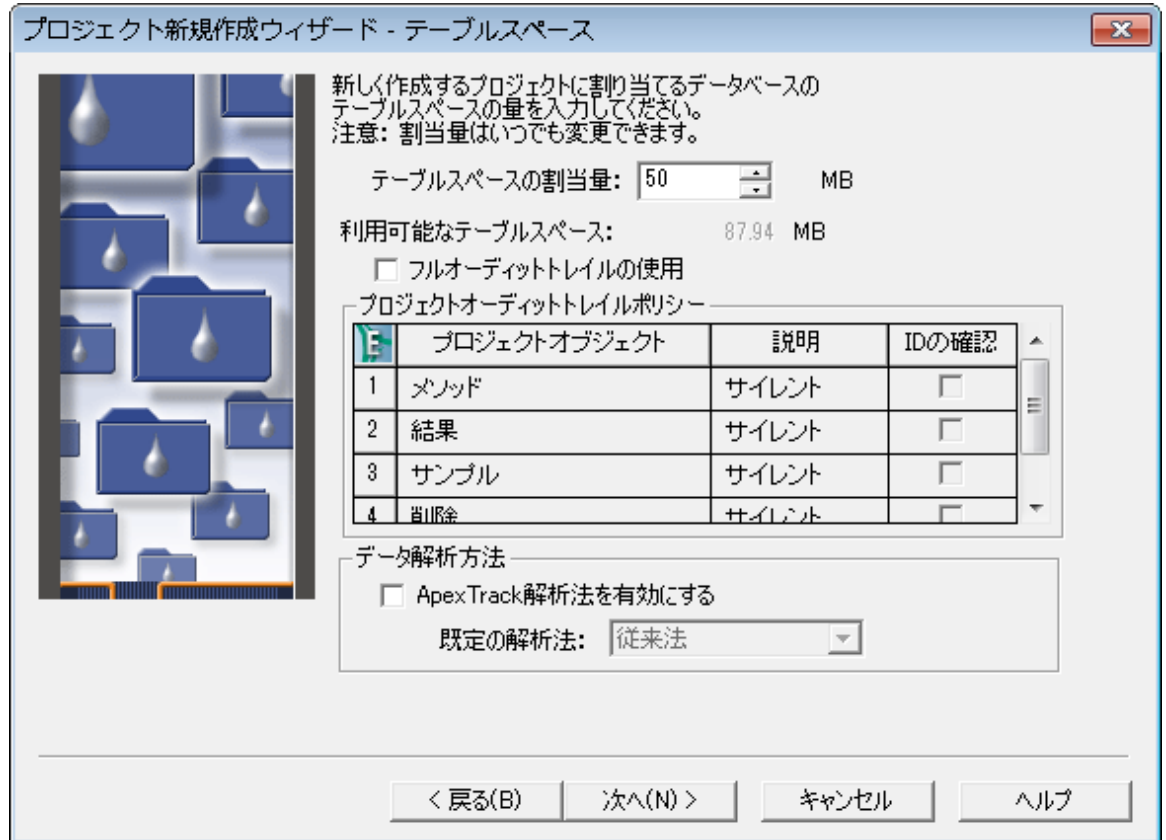 プロジェクト新規作成ウィザード - テーブルスペース
新しく作成するプロジェクトに割り当てるデータベースの
テーブルスペースの量を入力してください。
注意: 割当量はいつでも変更できます。
テーブルスペースの割当量: 50 MB
利用可能なテーブルスペース: 87.94 MB
フルオーディットトレイルの使用
プロジェクトオーディットトレイルポリシー
E プロジェクトオブジェクト 説明 IDの確認
1 メソッド サイレント
2 結果 サイレント
3 サンプル サイレント
4 削除 サイレント
データ解析方法
ApexTrack解析法を有効にする
既定の解析法: 従来法
< 戻る(B) 次へ(N) > キャンセル ヘルプ